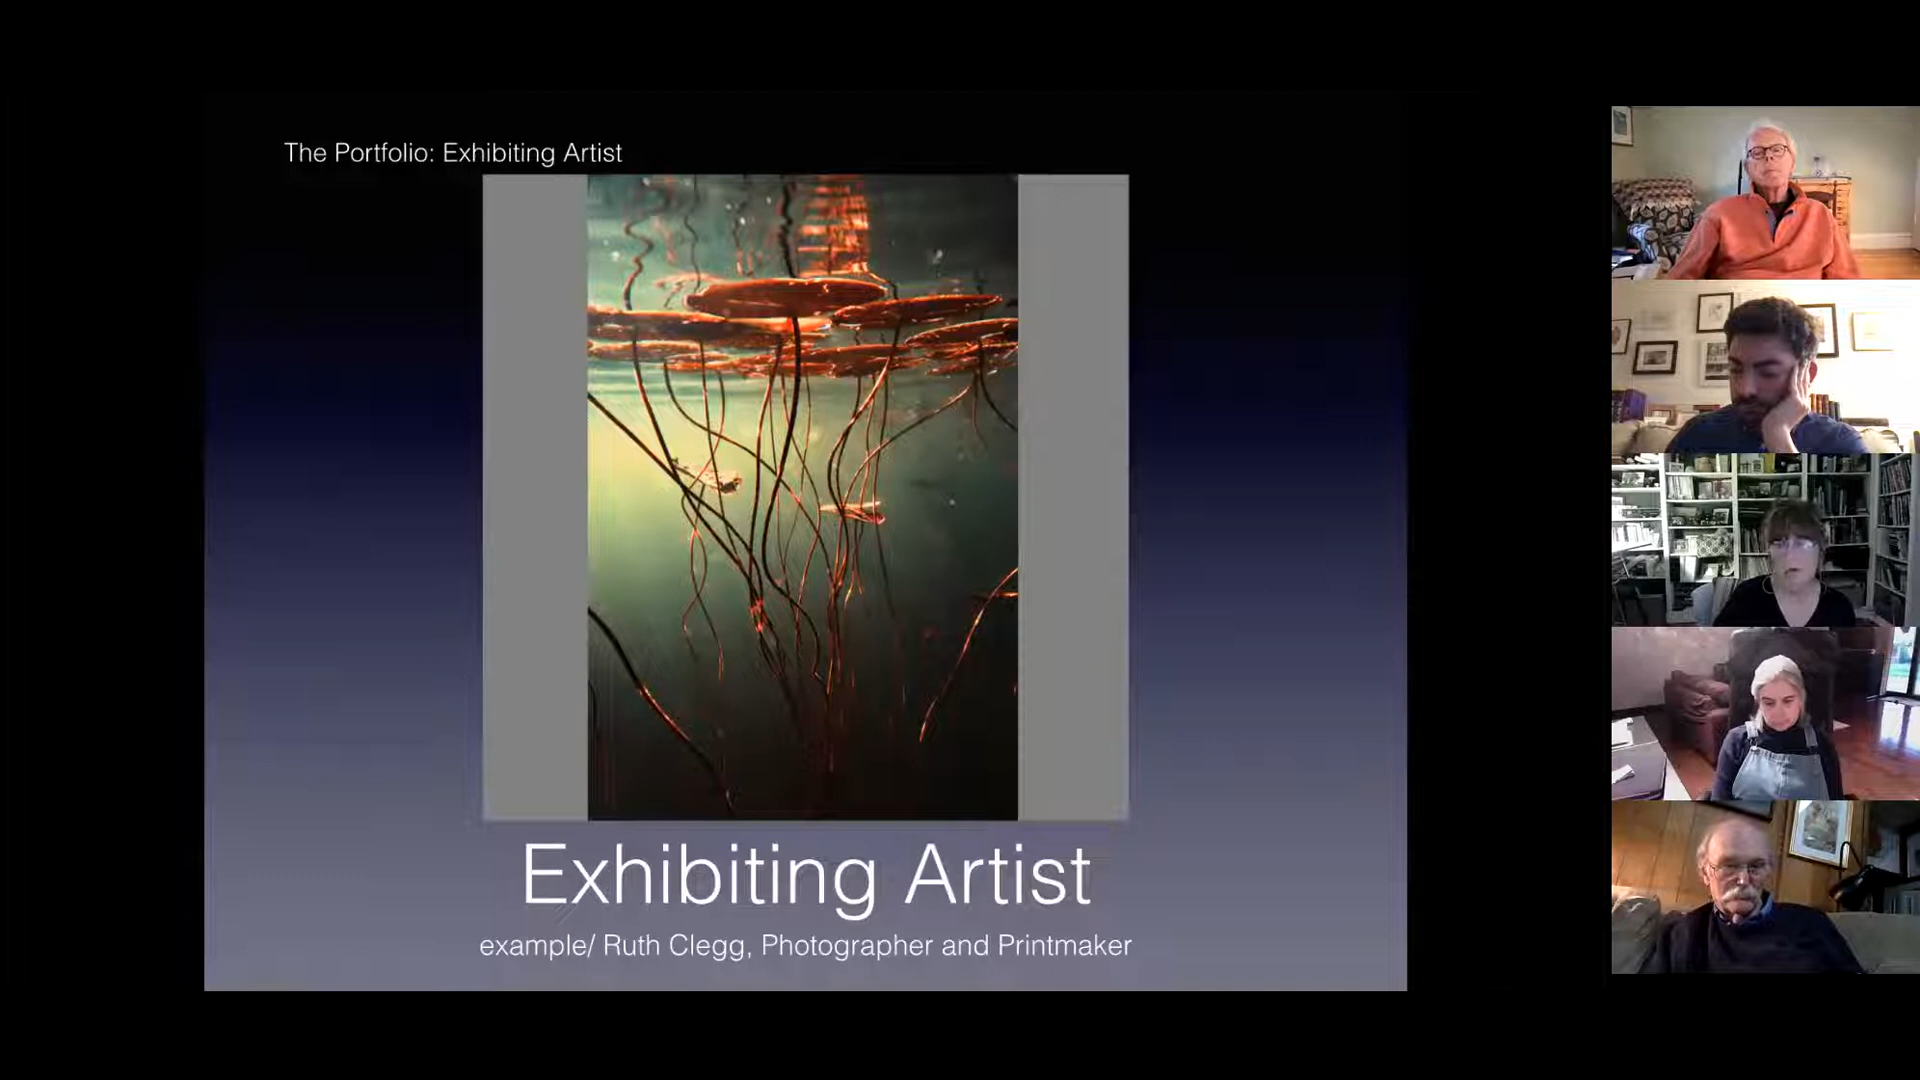 The Portfolio: Exhibiting Artist
Exhibiting Artist
example/ Ruth Clegg, Photographer and Printmaker